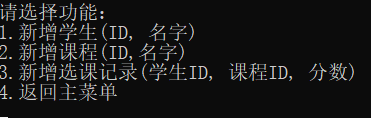 请选择功能：
1.新增学生(ID, 名字)
2.新增课程(ID,名字)
3.新增选课记录(学生ID, 课程ID, 分数)
4.返回主菜单